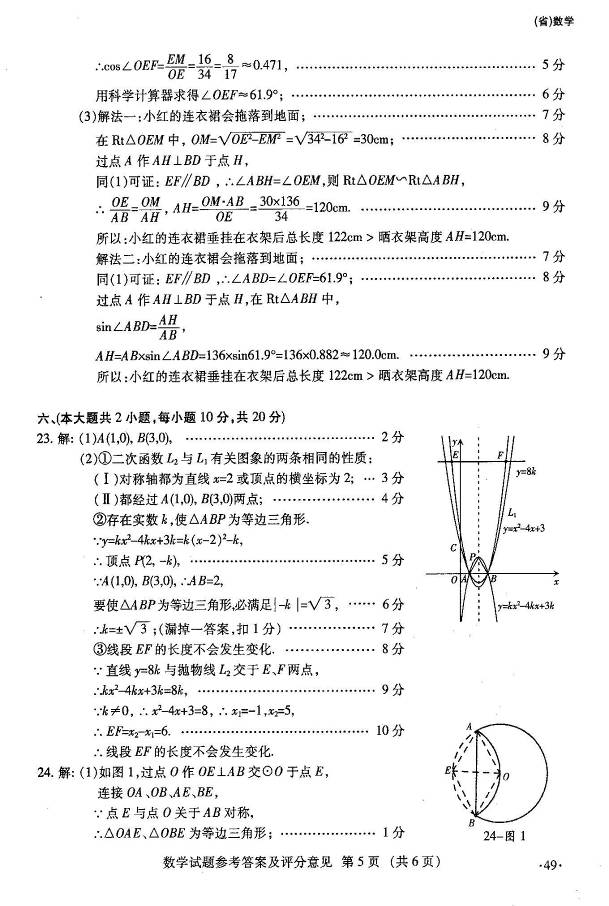 (省)数学
∴cos∠OEF=EM/OE=16/34=8/17≈0.471, …… 5分
用科学计算器求得∠OEF≈61.9°; …… 6分
(3)解法一:小红的连衣裙会拖落到地面; …… 7分
在Rt△OEM中, OM=√OE²-EM²=√34²-16²=30cm; …… 8分
过点A作AH⊥BD于点H,
同(1)可证: EF∥BD, ∴∠ABH=∠OEM,则Rt△OEM∽Rt△ABH,
∴OE/AB=OM/AH, AH=OM·AB/OE=30×136/34=120cm. …… 9分
所以:小红的连衣裙垂挂在衣架后总长度122cm > 晒衣架高度AH=120cm.
解法二:小红的连衣裙会拖落到地面; …… 7分
同(1)可证: EF∥BD, ∴∠ABD=∠OEF=61.9°; …… 8分
过点A作AH⊥BD于点H,在Rt△ABH中,
sin∠ABD=AH/AB,
AH=AB×sin∠ABD=136×sin61.9°=136×0.882≈120.0cm. …… 9分
所以:小红的连衣裙垂挂在衣架后总长度122cm > 晒衣架高度AH=120cm.
六、(本大题共2小题,每小题10分,共20分)
23. 解: (1)A(1,0), B(3,0), …… 2分
(2)①二次函数L₂与L₁有关图象的两条相同的性质:
(Ⅰ)对称轴都为直线x=2或顶点的横坐标为2; … 3分
(Ⅱ)都经过A(1,0), B(3,0)两点; …… 4分
②存在实数k,使△ABP为等边三角形.
∵y=kx²-4kx+3k=k(x-2)²-k,
∴顶点P(2, -k), …… 5分
∵A(1,0), B(3,0), ∴AB=2,
要使△ABP为等边三角形,必满足|-k|=√3, …… 6分
∴k=±√3;(漏掉一答案,扣1分) …… 7分
③线段EF的长度不会发生变化. …… 8分
∵直线y=8k与抛物线L₂交于E、F两点,
∴kx²-4kx+3k=8k, …… 9分
∵k≠0, ∴x²-4x+3=8, ∴x₁=-1, x₂=5,
∴EF=x₂-x₁=6. …… 10分
∴线段EF的长度不会发生变化.
y
E
F
y=8k
L₁
y=x²-4x+3
C
P
O
A
B
x
y=kx²-4kx+3k
24. 解: (1)如图1,过点O作OE⊥AB交⊙O于点E,
连接OA、OB、AE、BE,
∵点E与点O关于AB对称,
∴△OAE、△OBE为等边三角形; …… 1分
A
E
O
B
24-图1
数学试题参考答案及评分意见 第5页 (共6页)
·49·